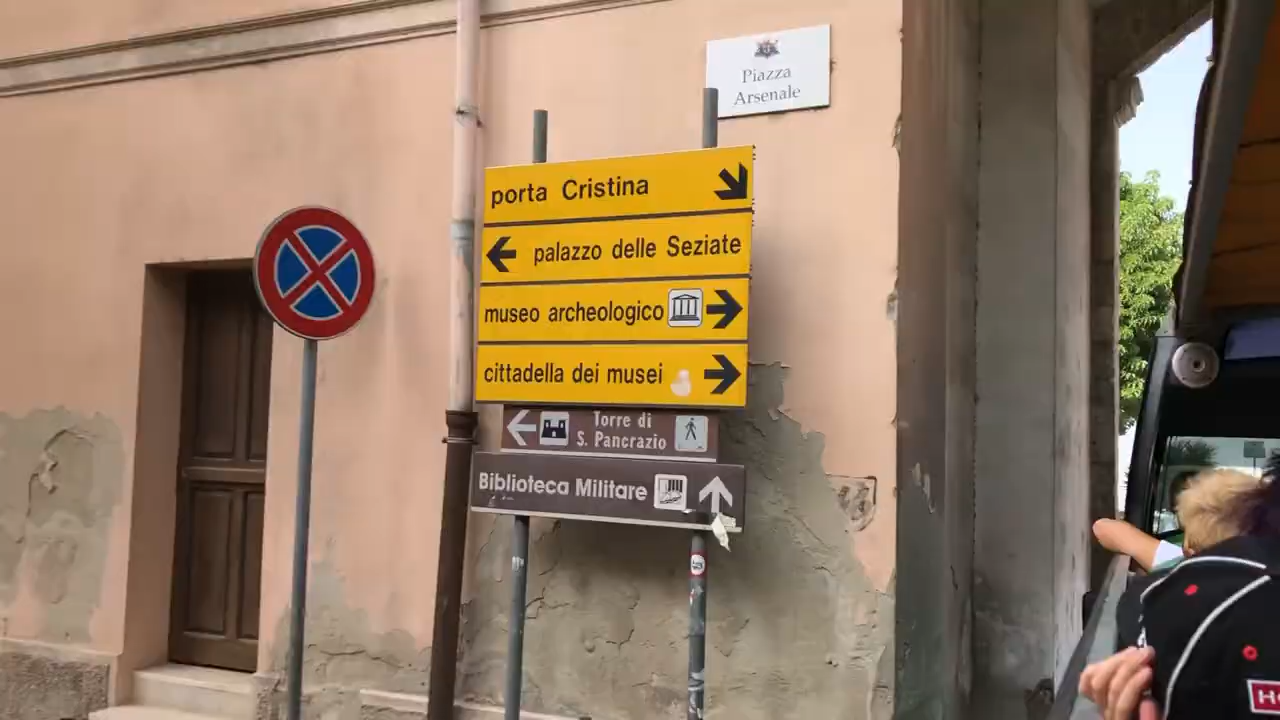 Piazza
Arsenale
porta Cristina
palazzo delle Seziate
museo archeologico
cittadella dei musei
Torre di
S. Pancrazio
Biblioteca Militare